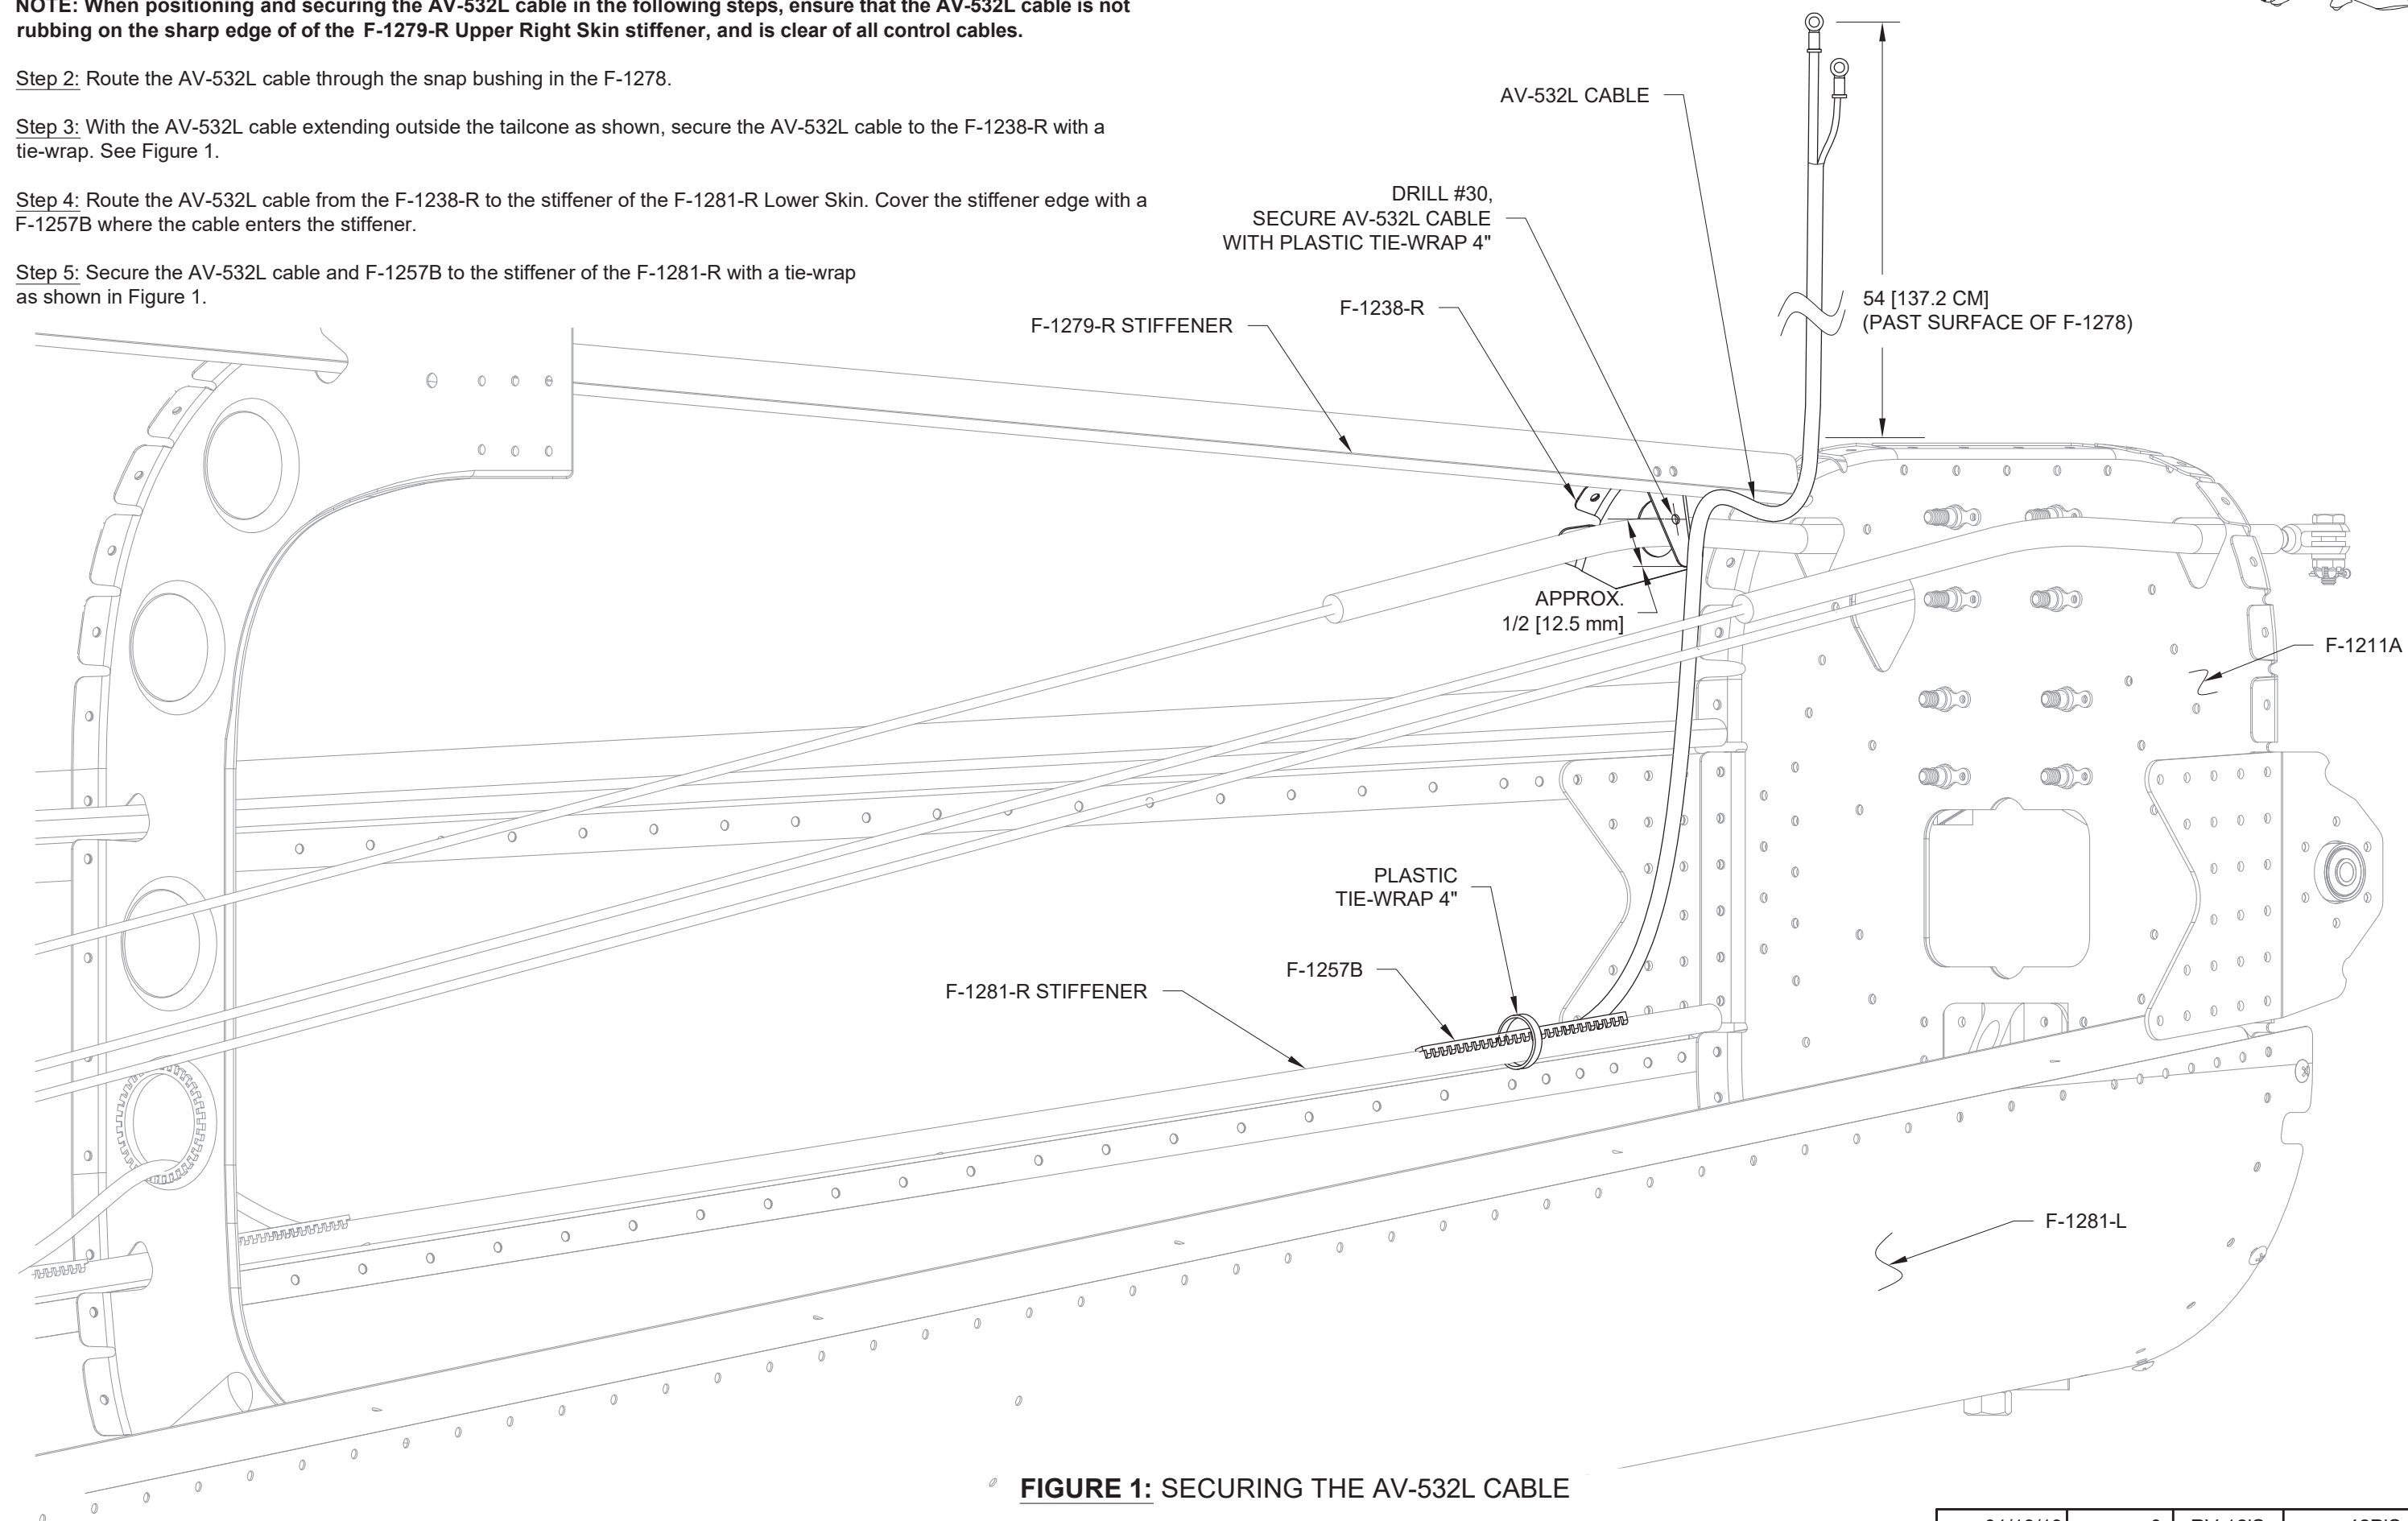 NOTE: When positioning and securing the AV-532L cable in the following steps, ensure that the AV-532L cable is not
rubbing on the sharp edge of of the F-1279-R Upper Right Skin stiffener, and is clear of all control cables.
Step 2: Route the AV-532L cable through the snap bushing in the F-1278.
Step 3: With the AV-532L cable extending outside the tailcone as shown, secure the AV-532L cable to the F-1238-R with a
tie-wrap. See Figure 1.
Step 4: Route the AV-532L cable from the F-1238-R to the stiffener of the F-1281-R Lower Skin. Cover the stiffener edge with a
F-1257B where the cable enters the stiffener.
Step 5: Secure the AV-532L cable and F-1257B to the stiffener of the F-1281-R with a tie-wrap
as shown in Figure 1.
AV-532L CABLE
DRILL #30,
SECURE AV-532L CABLE
WITH PLASTIC TIE-WRAP 4"
54 [137.2 CM]
(PAST SURFACE OF F-1278)
F-1238-R
F-1279-R STIFFENER
APPROX.
1/2 [12.5 mm]
F-1211A
PLASTIC
TIE-WRAP 4"
F-1257B
F-1281-R STIFFENER
F-1281-L
FIGURE 1: SECURING THE AV-532L CABLE